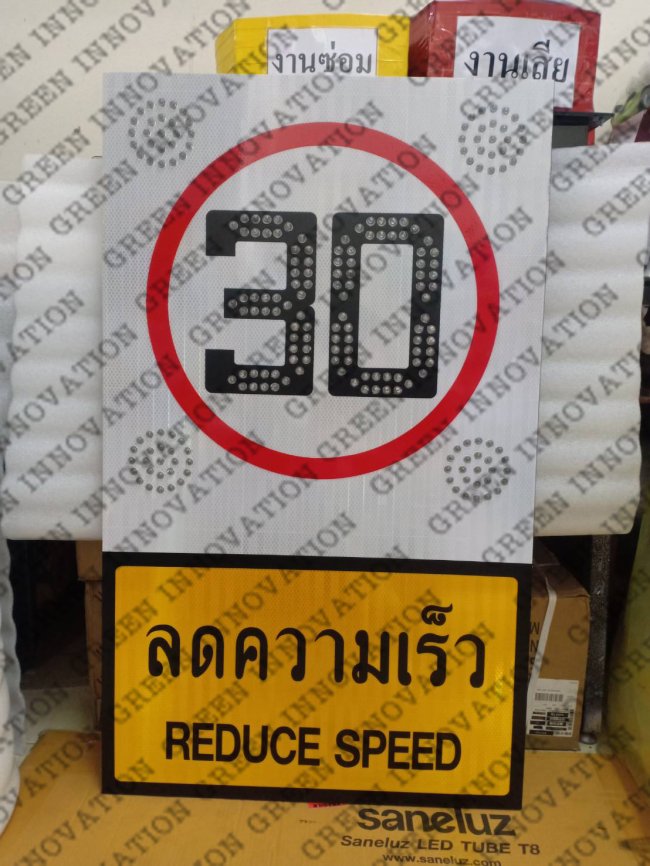 งานซ่อม
งานเสีย
30
ลดความเร็ว
REDUCE SPEED
saneluz
Saneluz LED TUBE T8
www.saneluz.com
GREEN INNOVATION